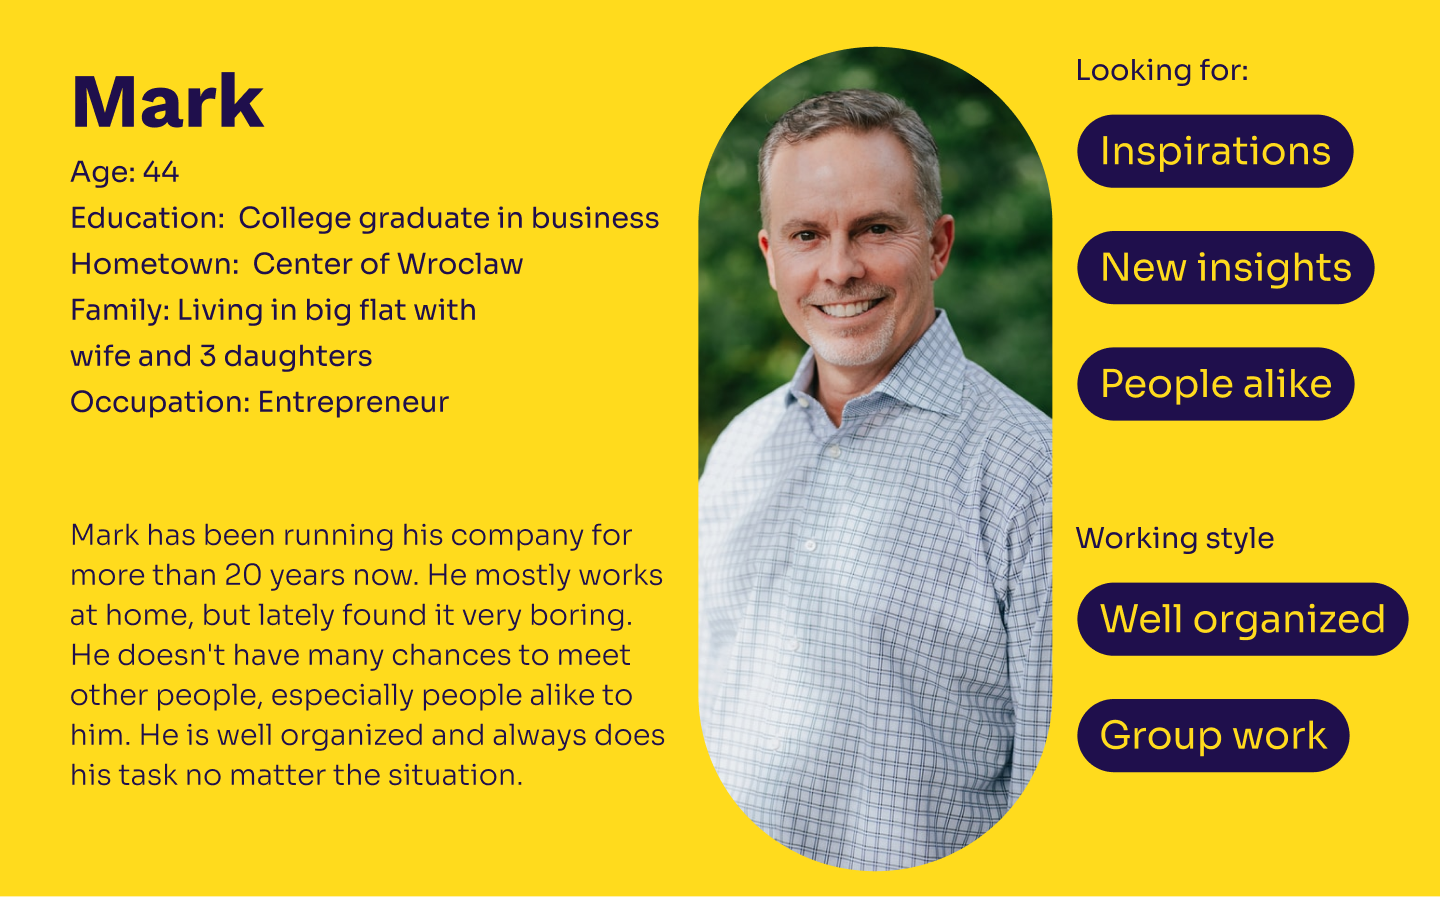 Mark
Age: 44
Education:  College graduate in business
Hometown:  Center of Wroclaw
Family: Living in big flat with
wife and 3 daughters
Occupation: Entrepreneur
Mark has been running his company for
more than 20 years now. He mostly works
at home, but lately found it very boring.
He doesn't have many chances to meet
other people, especially people alike to
him. He is well organized and always does
his task no matter the situation.
Looking for:
Inspirations
New insights
People alike
Working style
Well organized
Group work